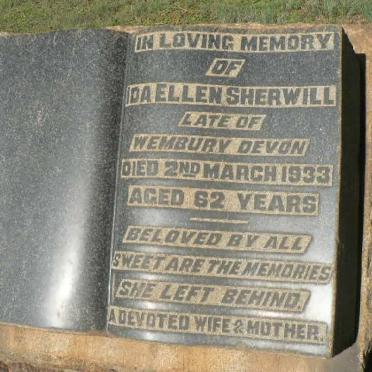 IN LOVING MEMORY
OF
IDA ELLEN SHERWILL
LATE OF
WEMBURY DEVON
DIED 2ND MARCH 1933
AGED 62 YEARS
BELOVED BY ALL
SWEET ARE THE MEMORIES
SHE LEFT BEHIND,
A DEVOTED WIFE & MOTHER.